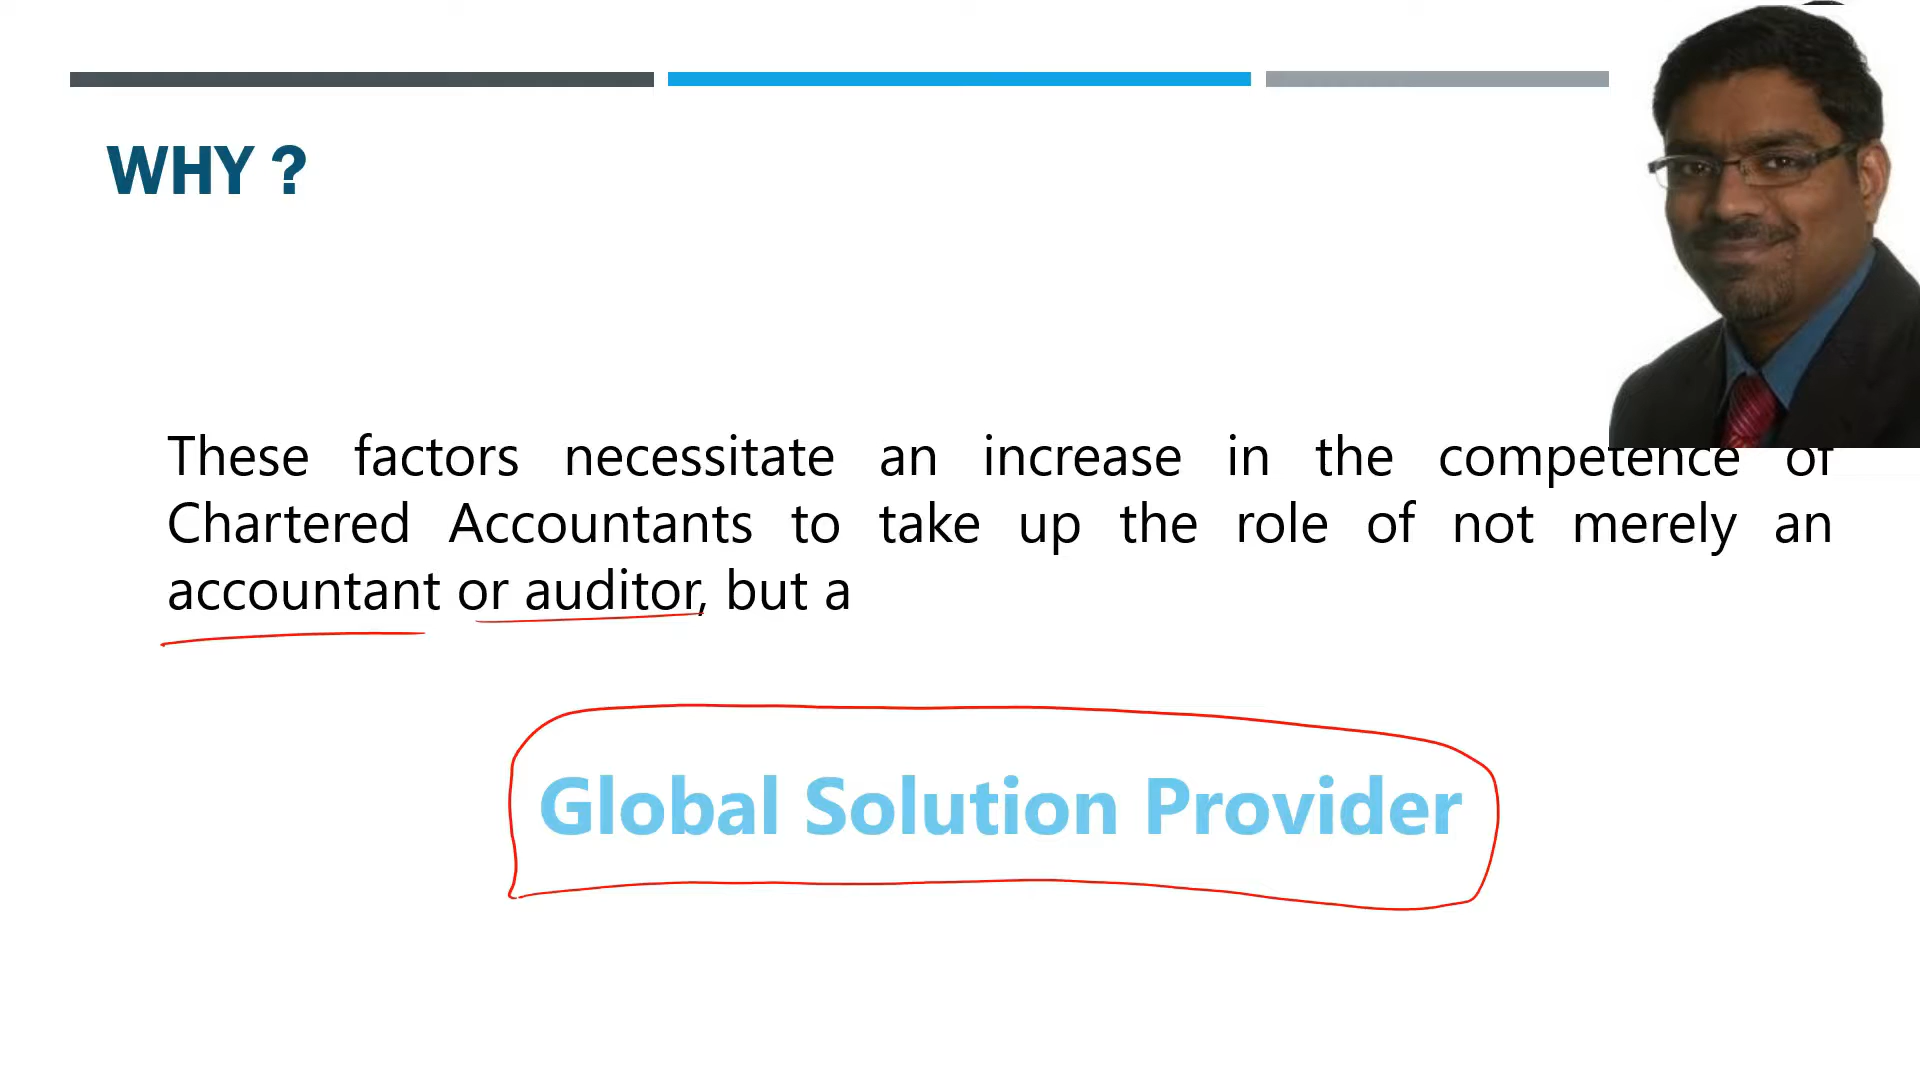 WHY ?
These factors necessitate an increase in the competence of
Chartered Accountants to take up the role of not merely an
accountant or auditor, but a
Global Solution Provider